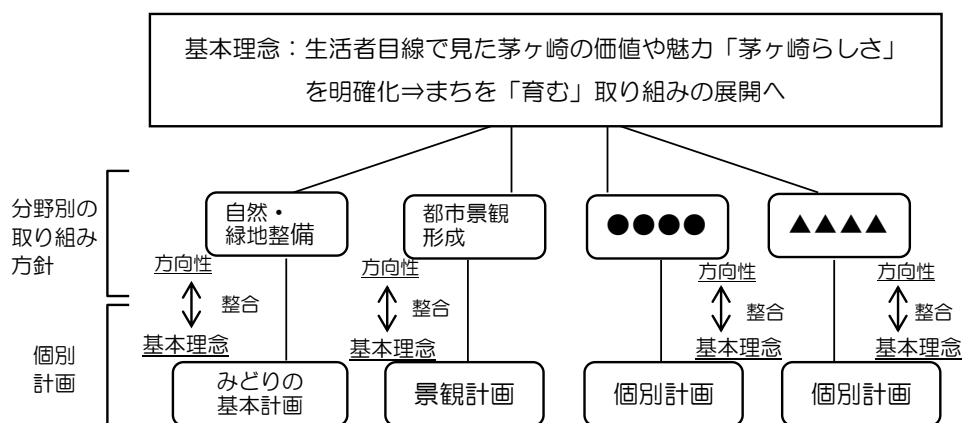 基本理念：生活者目線で見た茅ヶ崎の価値や魅力「茅ヶ崎らしさ」
を明確化⇒まちを「育む」取り組みの展開へ
分野別の
取り組み
方針
自然・
緑地整備
都市景観
形成
●●●●
▲▲▲▲
方向性
方向性
方向性
方向性
整合
整合
整合
整合
基本理念
基本理念
基本理念
基本理念
個別
計画
みどりの
基本計画
景観計画
個別計画
個別計画